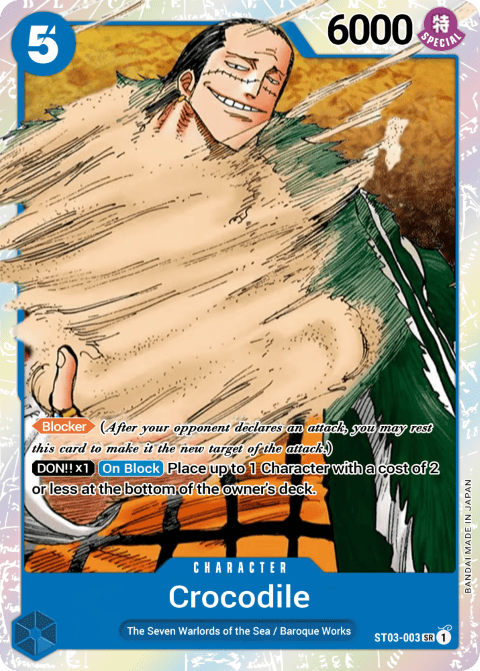 5
6000
特
SPECIAL
Blocker (After your opponent declares an attack, you may rest
this card to make it the new target of the attack.)
DON!! x1 On Block Place up to 1 Character with a cost of 2
or less at the bottom of the owner's deck.
CHARACTER
Crocodile
The Seven Warlords of the Sea / Baroque Works
ST03-003 SR 1
BANDAI MADE IN JAPAN